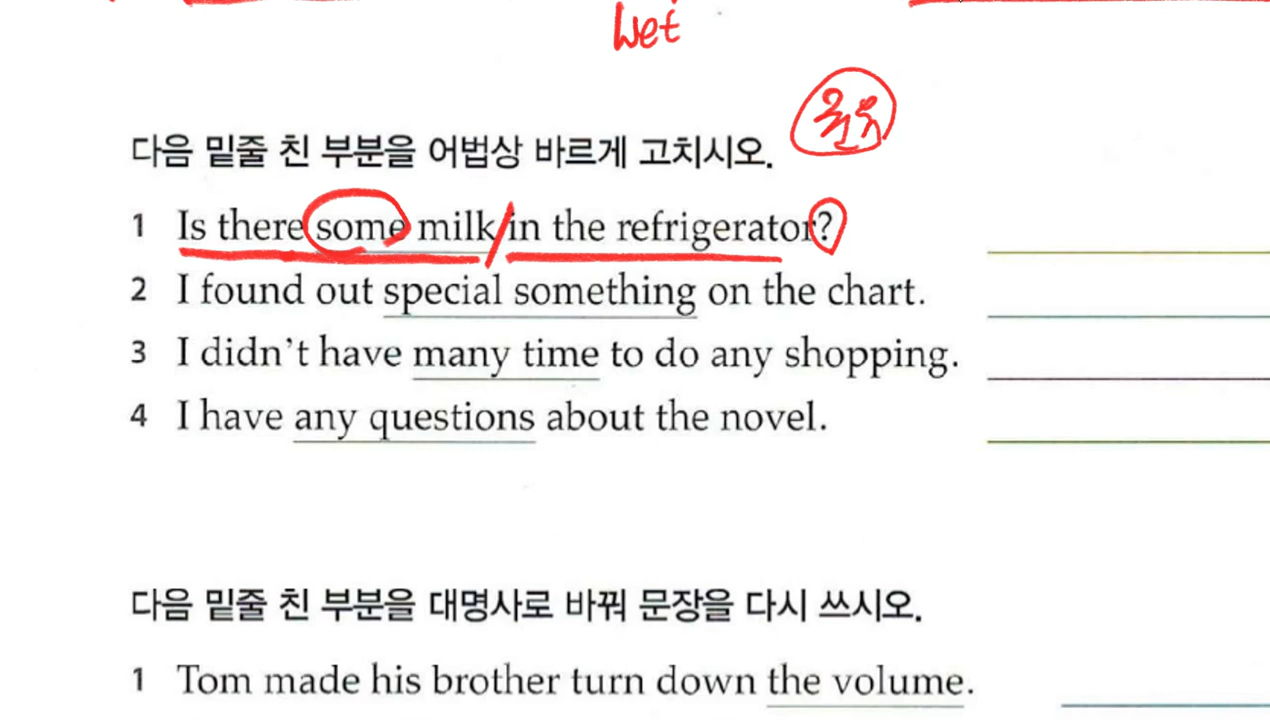 Wet
다음 밑줄 친 부분을 어법상 바르게 고치시오.
1 Is there some milk in the refrigerator?
2 I found out special something on the chart.
3 I didn't have many time to do any shopping.
4 I have any questions about the novel.
다음 밑줄 친 부분을 대명사로 바꿔 문장을 다시 쓰시오.
1 Tom made his brother turn down the volume.